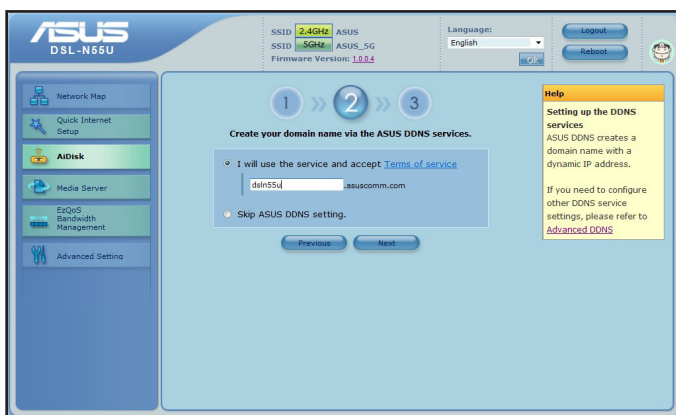 ASUS
DSL-N55U
SSID 2.4GHz ASUS
SSID 5GHz ASUS_5G
Firmware Version: 1.0.0.4
Language:
English
OK
Logout
Reboot
Network Map
Quick Internet
Setup
AiDisk
Media Server
EzQoS
Bandwidth
Management
Advanced Setting
1 » 2 » 3
Create your domain name via the ASUS DDNS services.
I will use the service and accept Terms of service
dsln55u .asuscomm.com
Skip ASUS DDNS setting.
Previous Next
Help
Setting up the DDNS
services
ASUS DDNS creates a
domain name with a
dynamic IP address.
If you need to configure
other DDNS service
settings, please refer to
Advanced DDNS